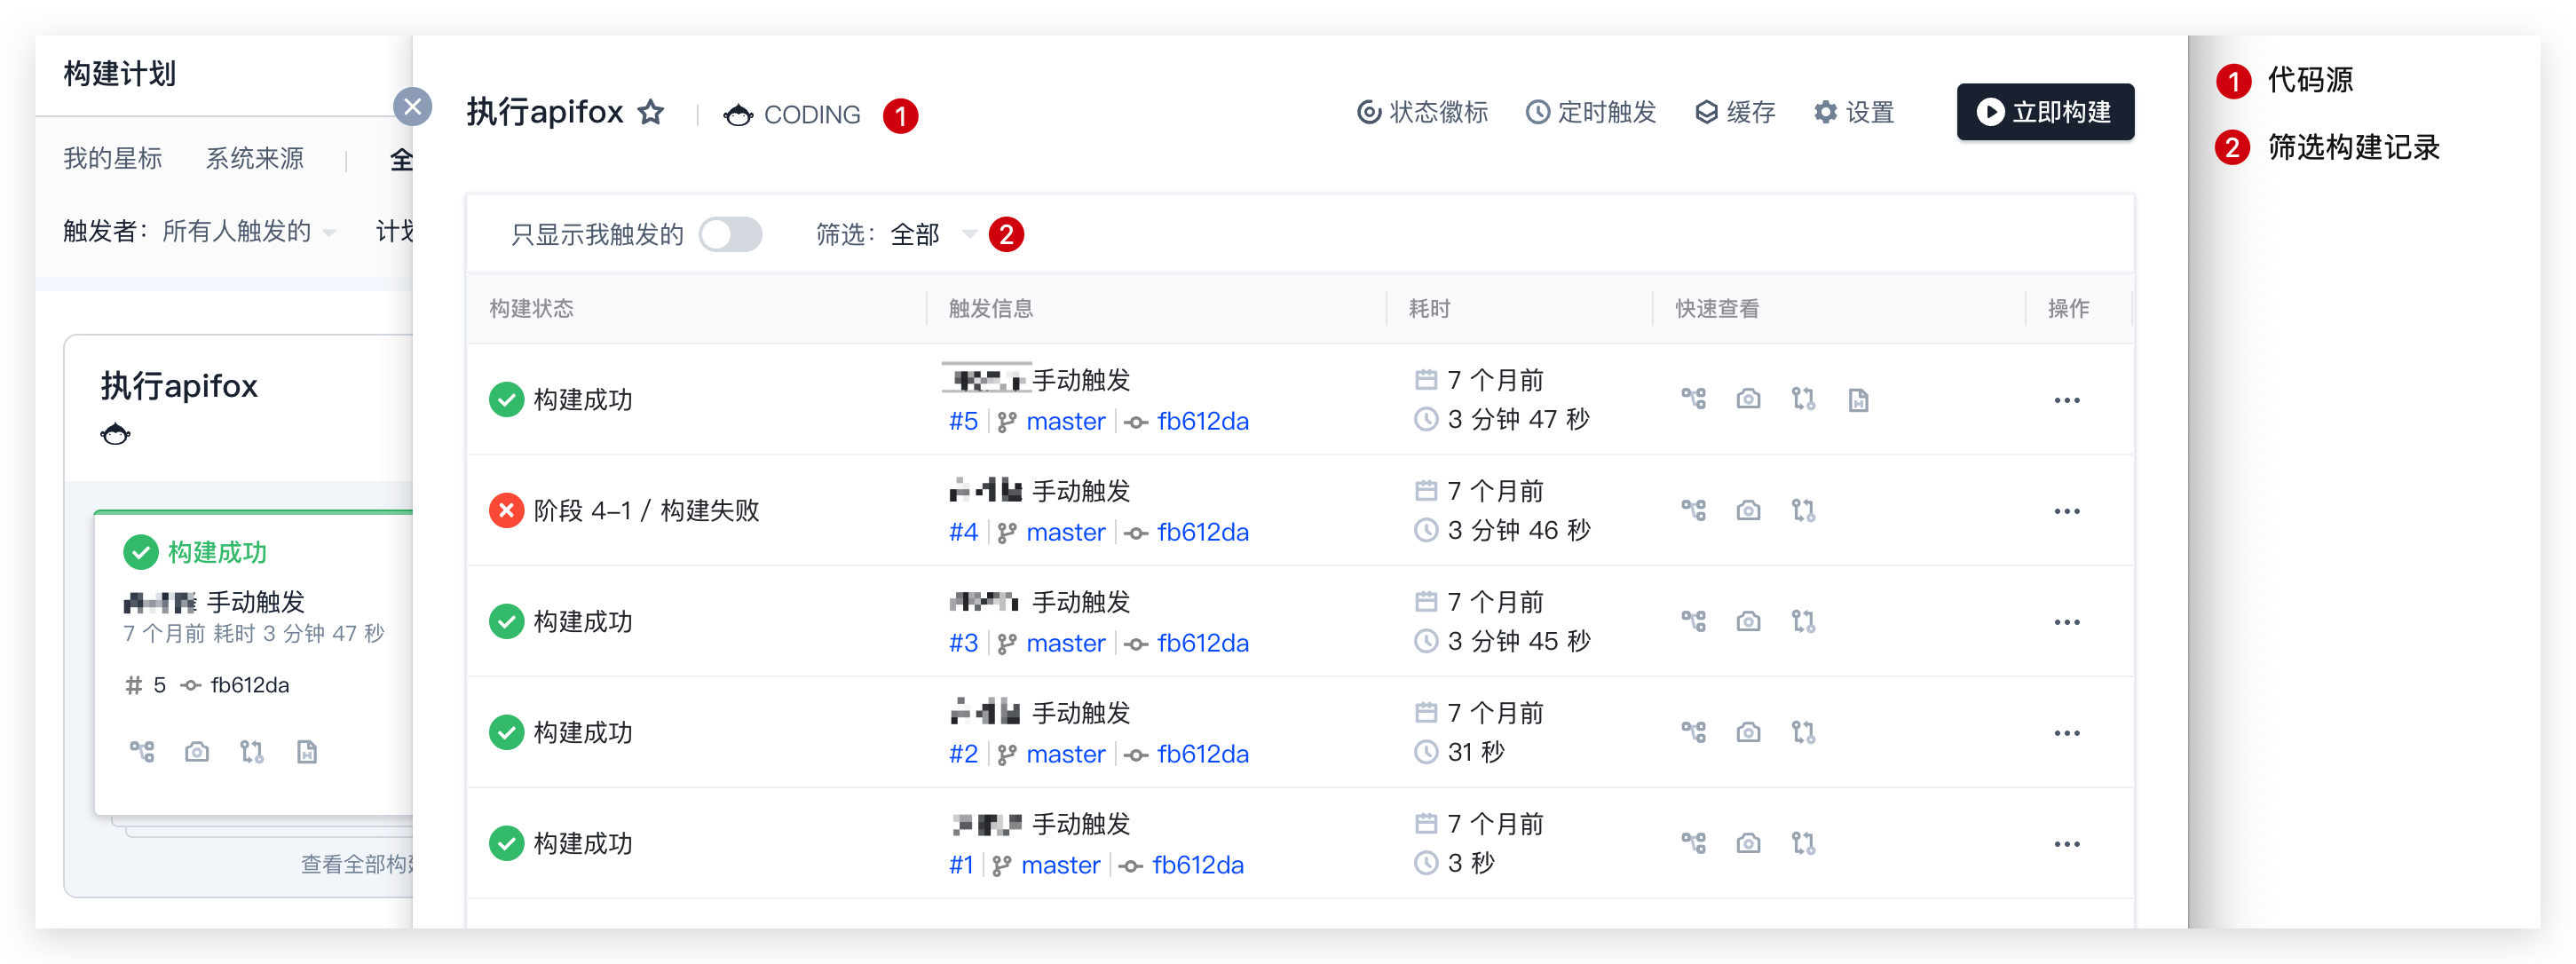 构建计划
我的星标 系统来源 全
触发者：所有人触发的 计划
执行apifox
构建成功
手动触发
7 个月前 耗时 3 分钟 47 秒
# 5 fb612da
查看全部构建
执行apifox CODING 1
状态徽标 定时触发 缓存 设置 立即构建
只显示我触发的 筛选：全部 2
构建状态 触发信息 耗时 快速查看 操作
构建成功 手动触发 7 个月前
#5 master fb612da 3 分钟 47 秒
阶段 4-1 / 构建失败 手动触发 7 个月前
#4 master fb612da 3 分钟 46 秒
构建成功 手动触发 7 个月前
#3 master fb612da 3 分钟 45 秒
构建成功 手动触发 7 个月前
#2 master fb612da 31 秒
构建成功 手动触发 7 个月前
#1 master fb612da 3 秒
1 代码源
2 筛选构建记录